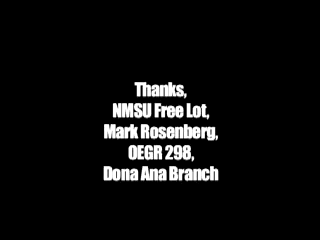 Thanks,
NMSU Free Lot,
Mark Rosenberg,
OEGR 298,
Dona Ana Branch